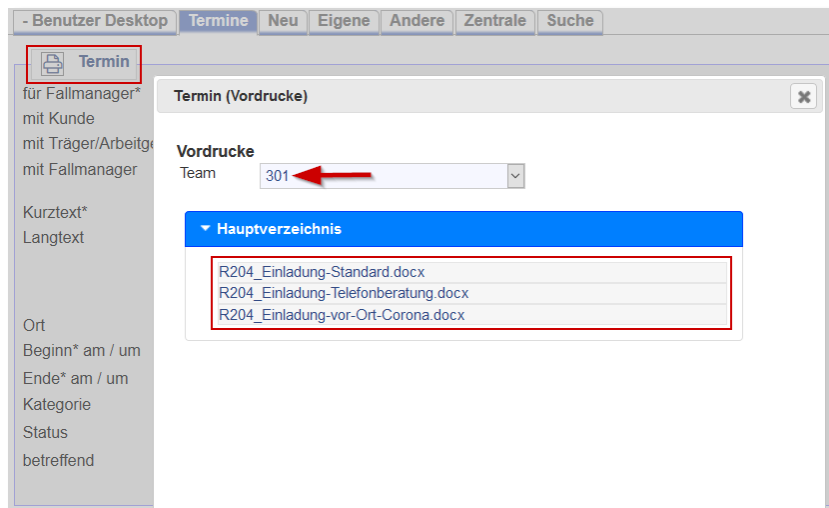 - Benutzer Desktop Termine Neu Eigene Andere Zentrale Suche
Termin
für Fallmanager*
mit Kunde
mit Träger/Arbeitge
mit Fallmanager
Kurztext*
Langtext
Ort
Beginn* am / um
Ende* am / um
Kategorie
Status
betreffend
Termin (Vordrucke)
Vordrucke
Team 301
Hauptverzeichnis
R204_Einladung-Standard.docx
R204_Einladung-Telefonberatung.docx
R204_Einladung-vor-Ort-Corona.docx